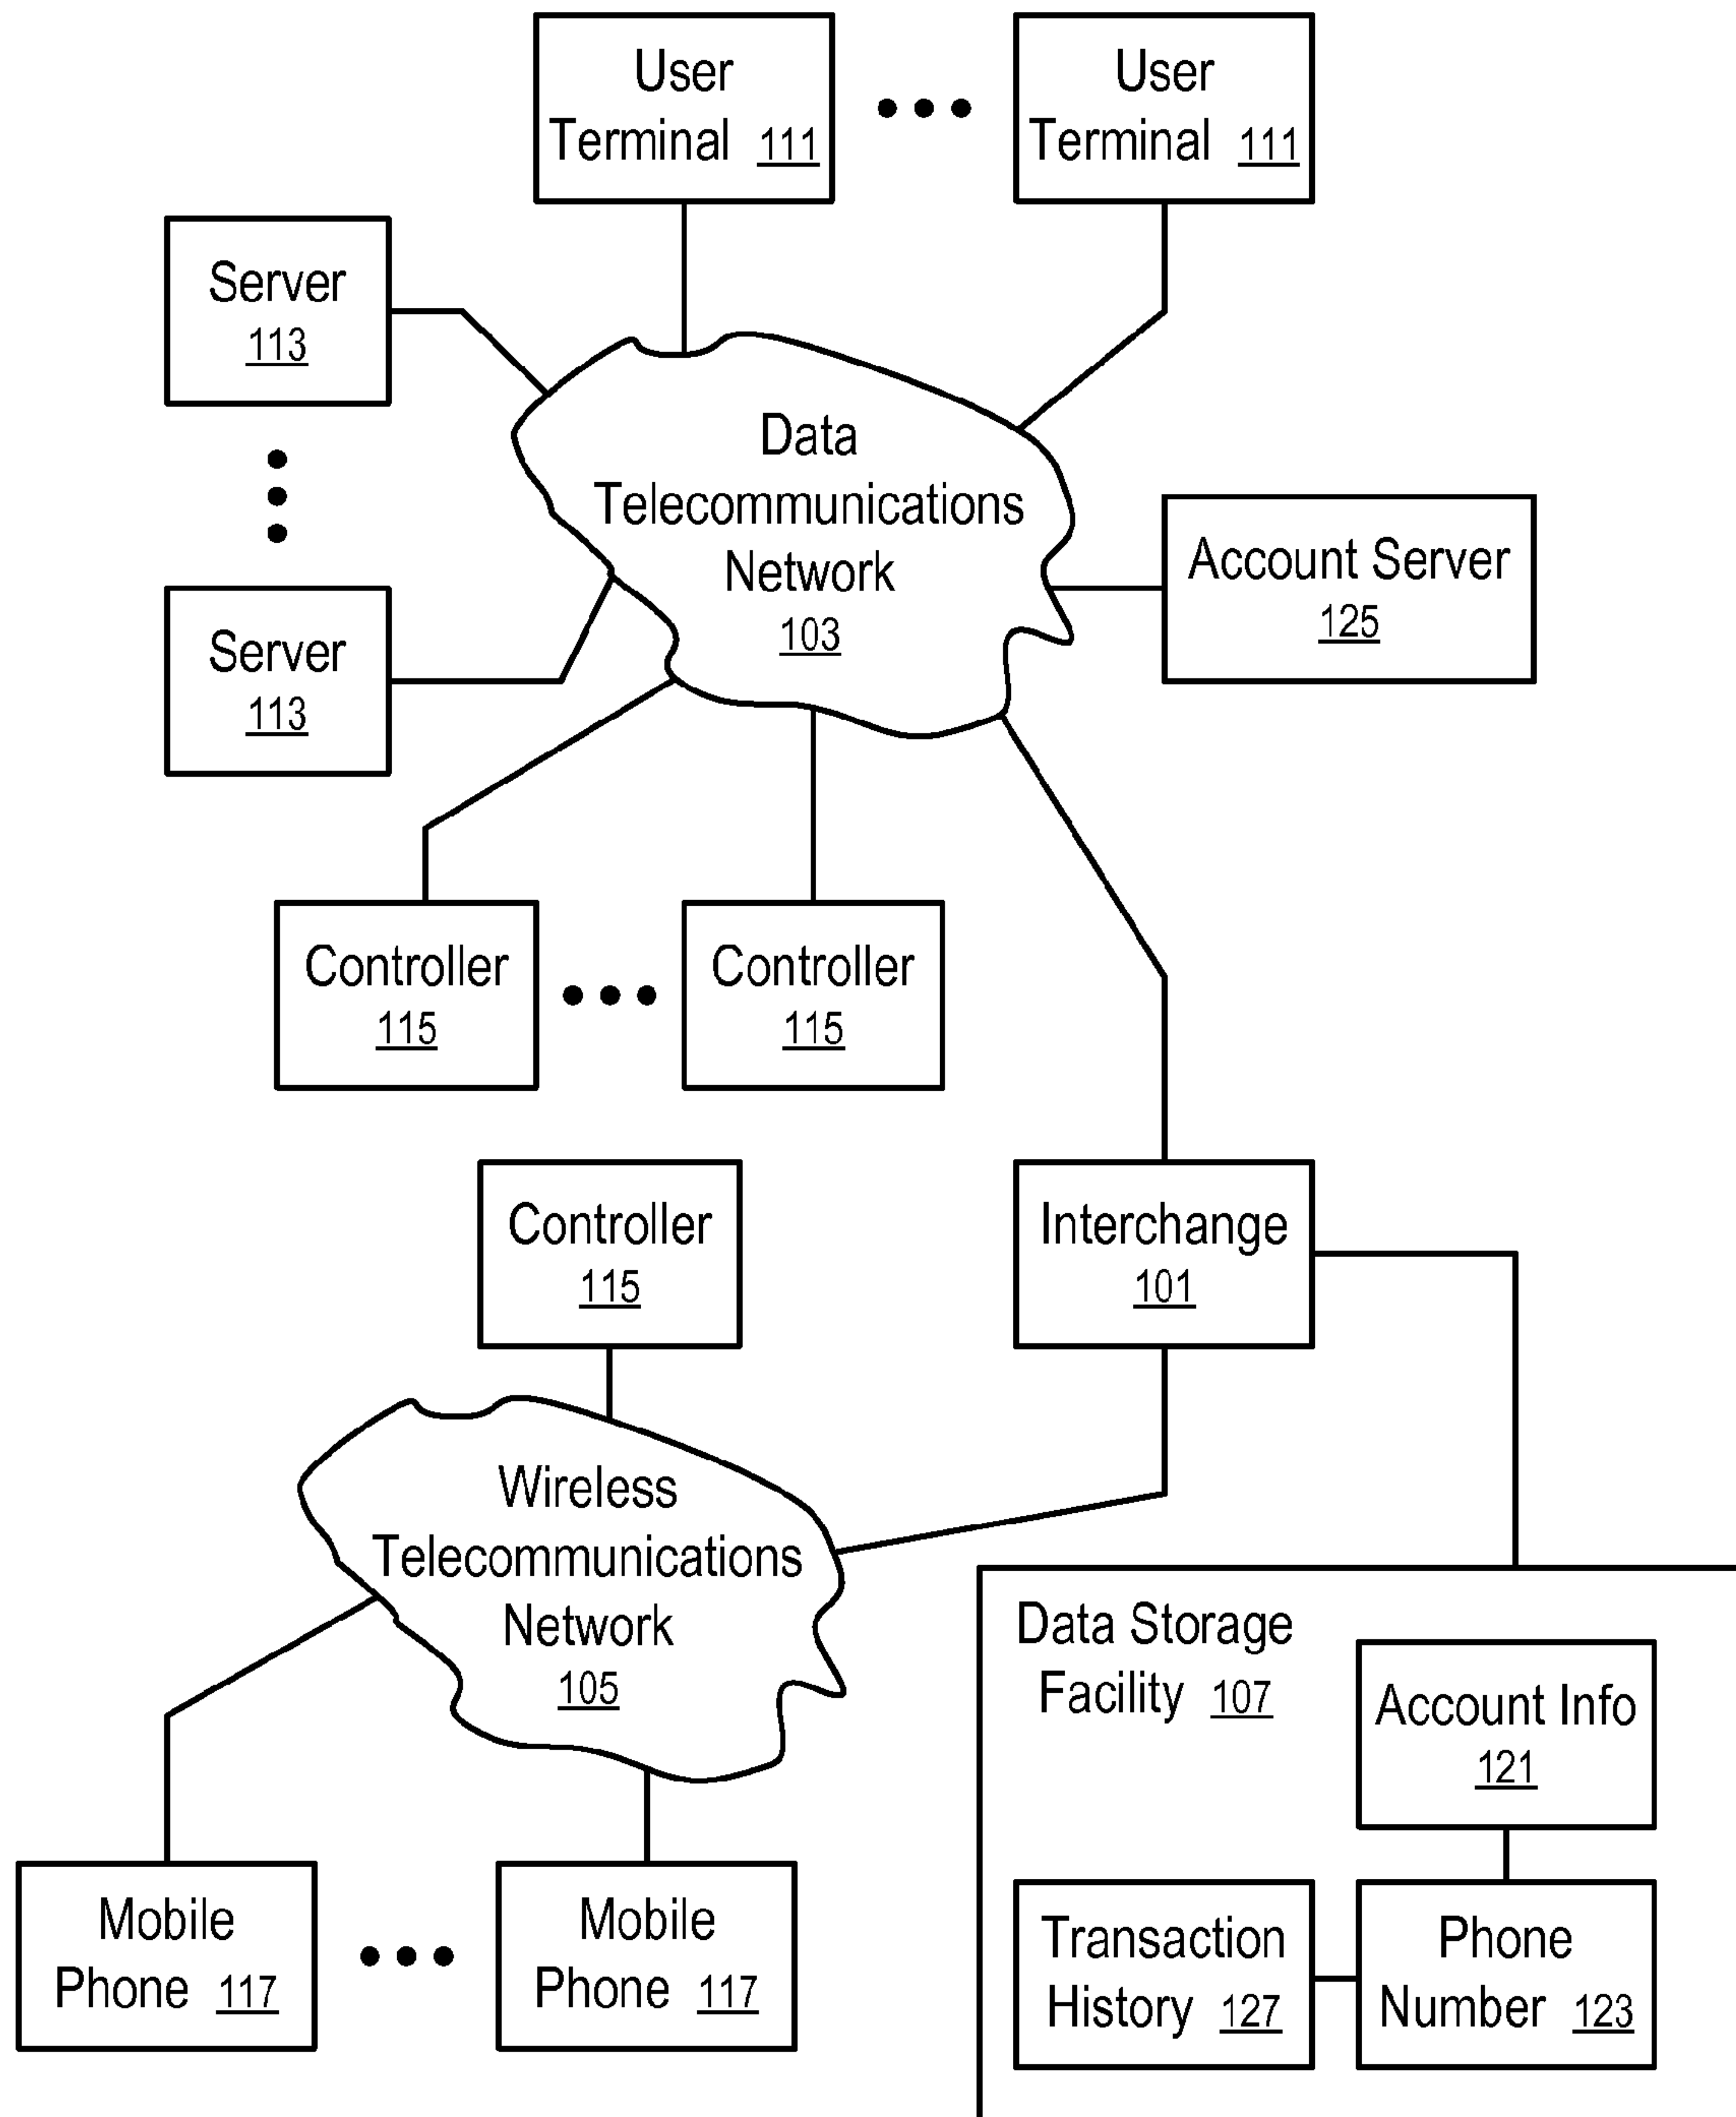 User
Terminal 111
User
Terminal 111
Server
113
Data
Telecommunications
Network
103
Account Server
125
Server
113
Controller
115
Controller
115
Controller
115
Interchange
101
Wireless
Telecommunications
Network
105
Data Storage
Facility 107
Account Info
121
Mobile
Phone 117
Mobile
Phone 117
Transaction
History 127
Phone
Number 123